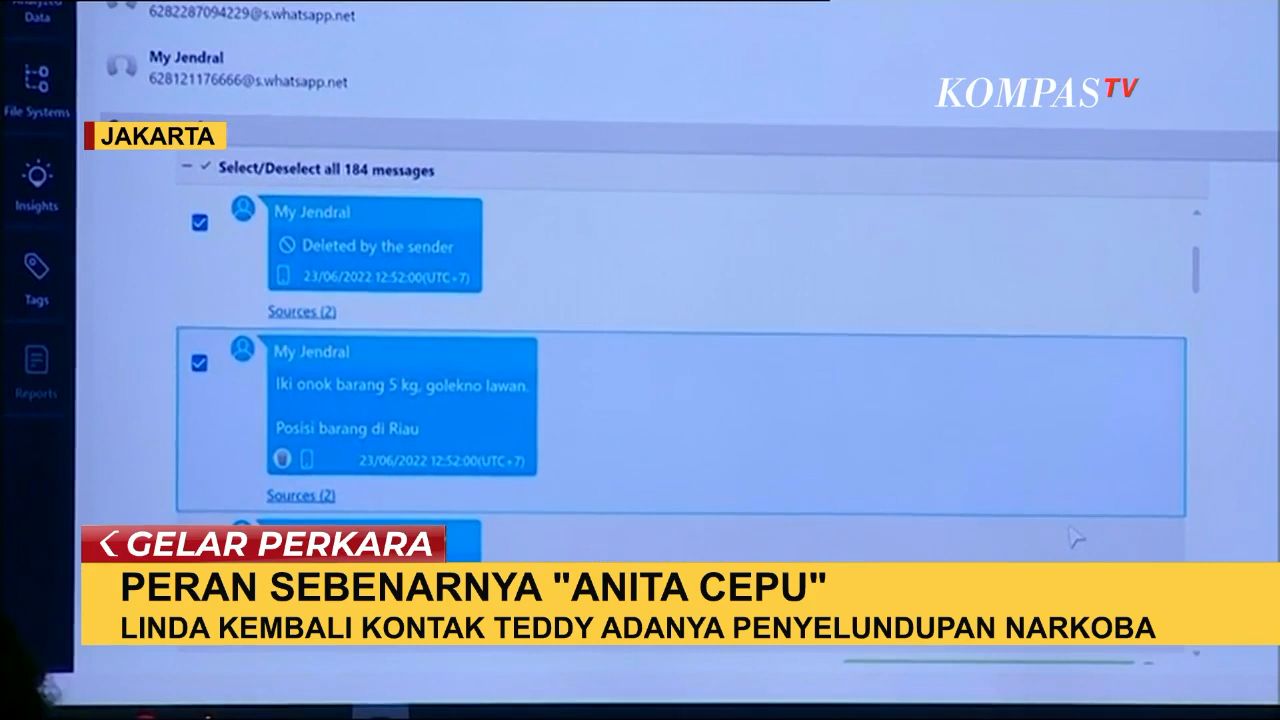 Analyzed
Data
6282287094229@s.whatsapp.net
My Jendral
628121176666@s.whatsapp.net
KOMPASTV
File Systems
JAKARTA
Select/Deselect all 184 messages
Insights
My Jendral
Deleted by the sender
23/06/2022 12:52:00(UTC+7)
Tags
Sources (2)
My Jendral
Iki onok barang 5 kg, golekno lawan.
Reports
Posisi barang di Riau
23/06/2022 12:52:00(UTC+7)
Sources (2)
GELAR PERKARA
PERAN SEBENARNYA "ANITA CEPU"
LINDA KEMBALI KONTAK TEDDY ADANYA PENYELUNDUPAN NARKOBA